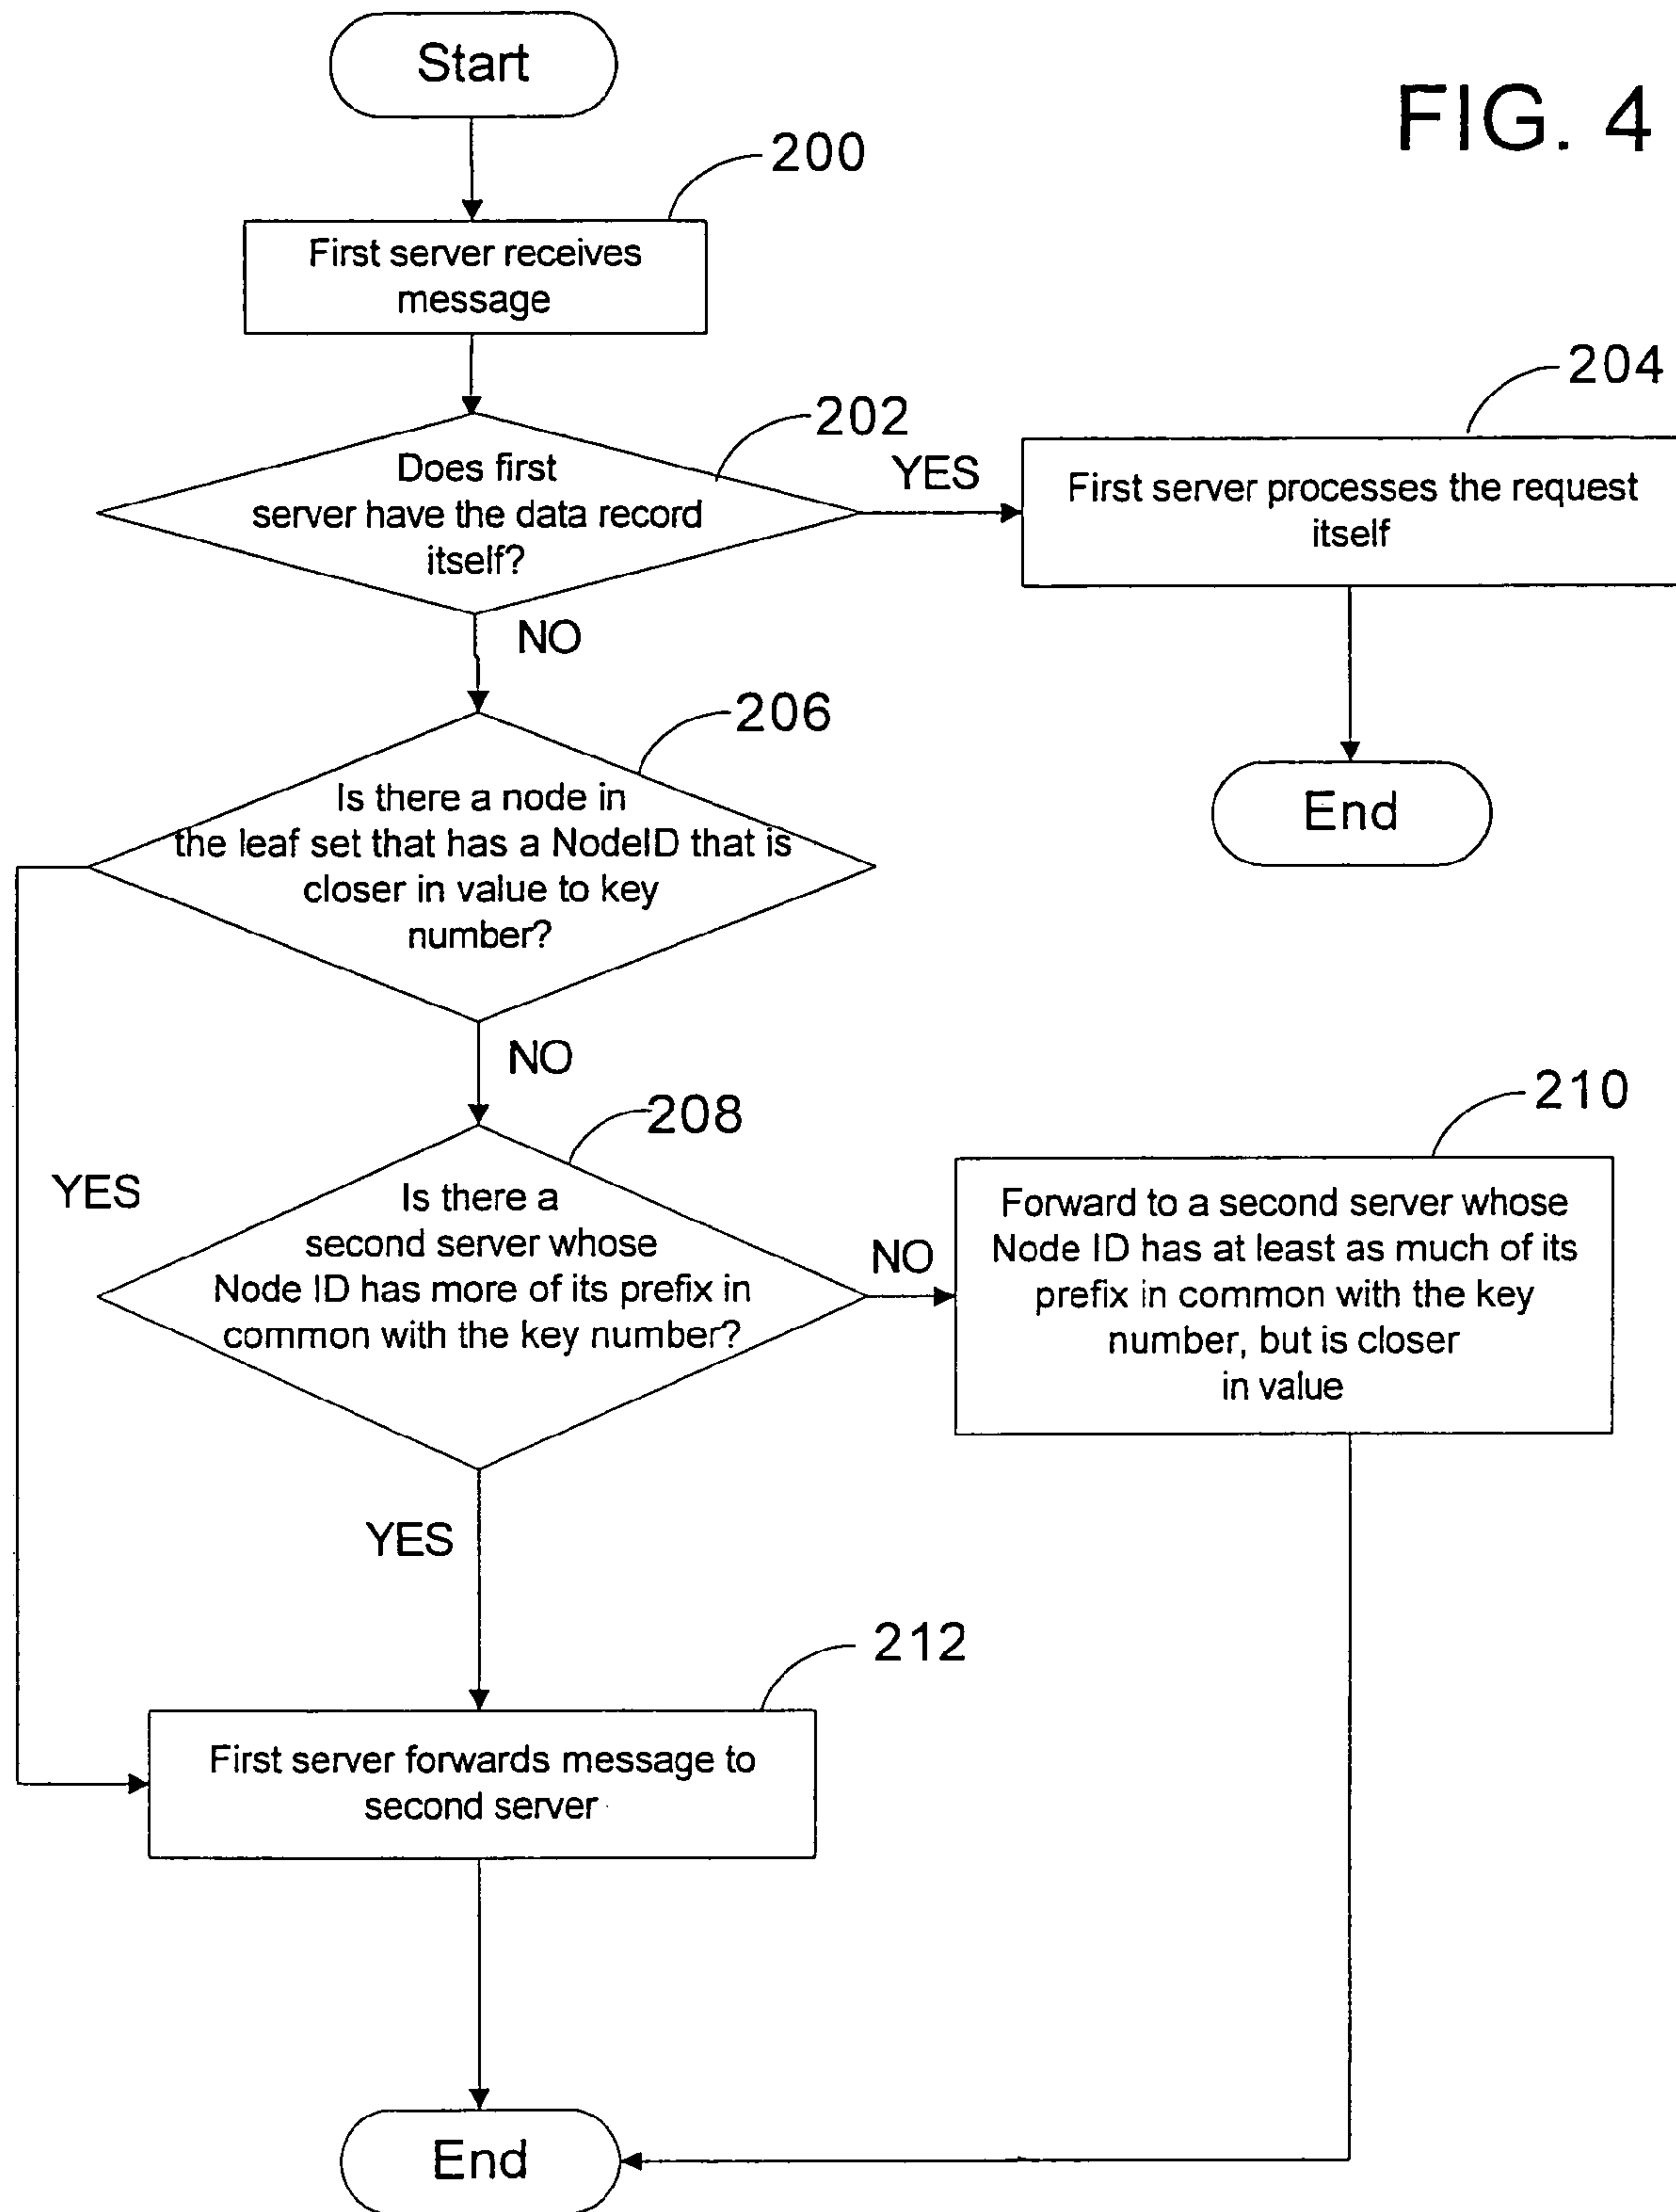 FIG. 4
Start
200
First server receives
message
202
Does first
server have the data record
itself?
YES
204
First server processes the request
itself
NO
End
206
Is there a node in
the leaf set that has a NodeID that is
closer in value to key
number?
NO
YES
208
Is there a
second server whose
Node ID has more of its prefix in
common with the key number?
NO
210
Forward to a second server whose
Node ID has at least as much of its
prefix in common with the key
number, but is closer
in value
YES
212
First server forwards message to
second server
End